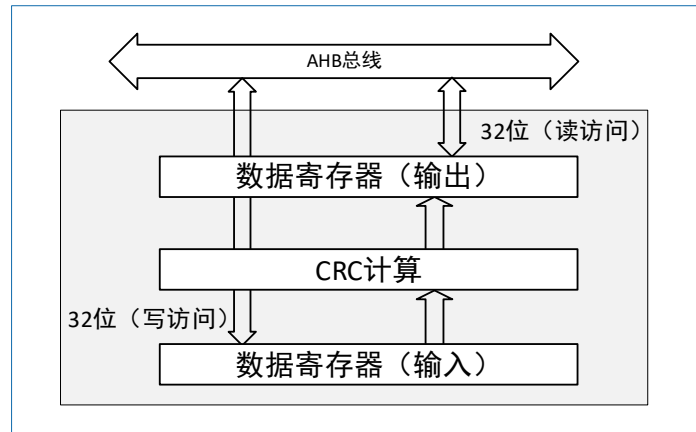 AHB总线
32位（读访问）
数据寄存器（输出）
CRC计算
32位（写访问）
数据寄存器（输入）